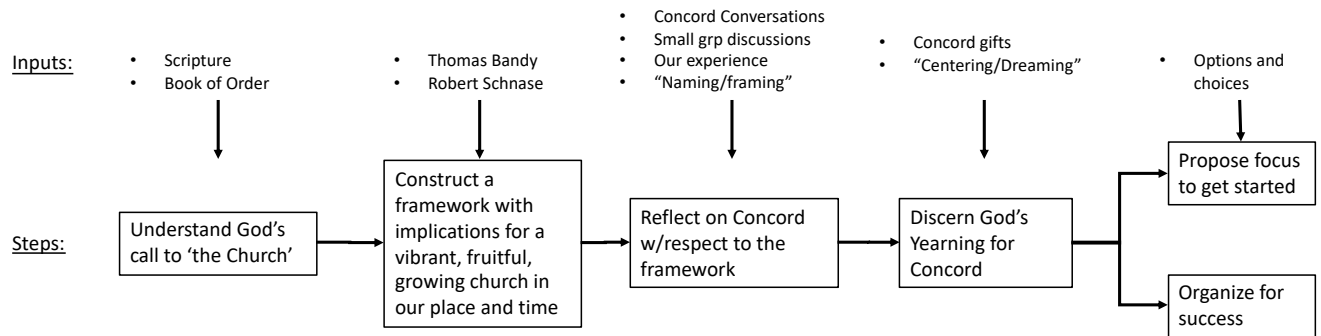 Inputs:
• Scripture
• Book of Order
• Thomas Bandy
• Robert Schnase
• Concord Conversations
• Small grp discussions
• Our experience
• “Naming/framing”
• Concord gifts
• “Centering/Dreaming”
• Options and
choices
Steps:
Understand God’s
call to ‘the Church’
Construct a
framework with
implications for a
vibrant, fruitful,
growing church in
our place and time
Reflect on Concord
w/respect to the
framework
Discern God’s
Yearning for
Concord
Propose focus
to get started
Organize for
success